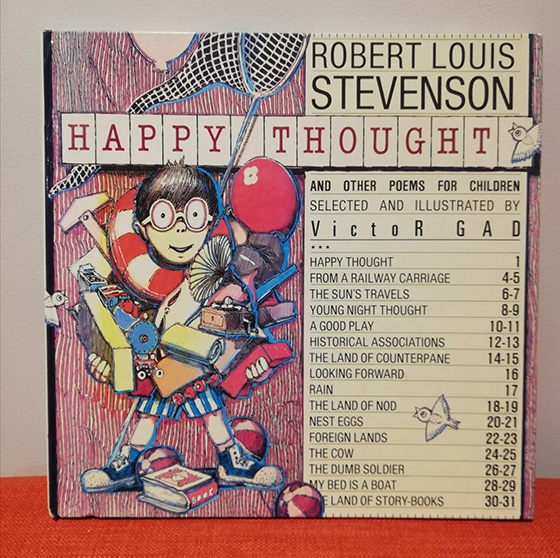 ROBERT LOUIS
STEVENSON
HAPPY THOUGHT
AND OTHER POEMS FOR CHILDREN
SELECTED AND ILLUSTRATED BY
VictoR GAD
...
HAPPY THOUGHT 1
FROM A RAILWAY CARRIAGE 4-5
THE SUN'S TRAVELS 6-7
YOUNG NIGHT THOUGHT 8-9
A GOOD PLAY 10-11
HISTORICAL ASSOCIATIONS 12-13
THE LAND OF COUNTERPANE 14-15
LOOKING FORWARD 16
RAIN 17
THE LAND OF NOD 18-19
NEST EGGS 20-21
FOREIGN LANDS 22-23
THE COW 24-25
THE DUMB SOLDIER 26-27
MY BED IS A BOAT 28-29
E LAND OF STORY-BOOKS 30-31